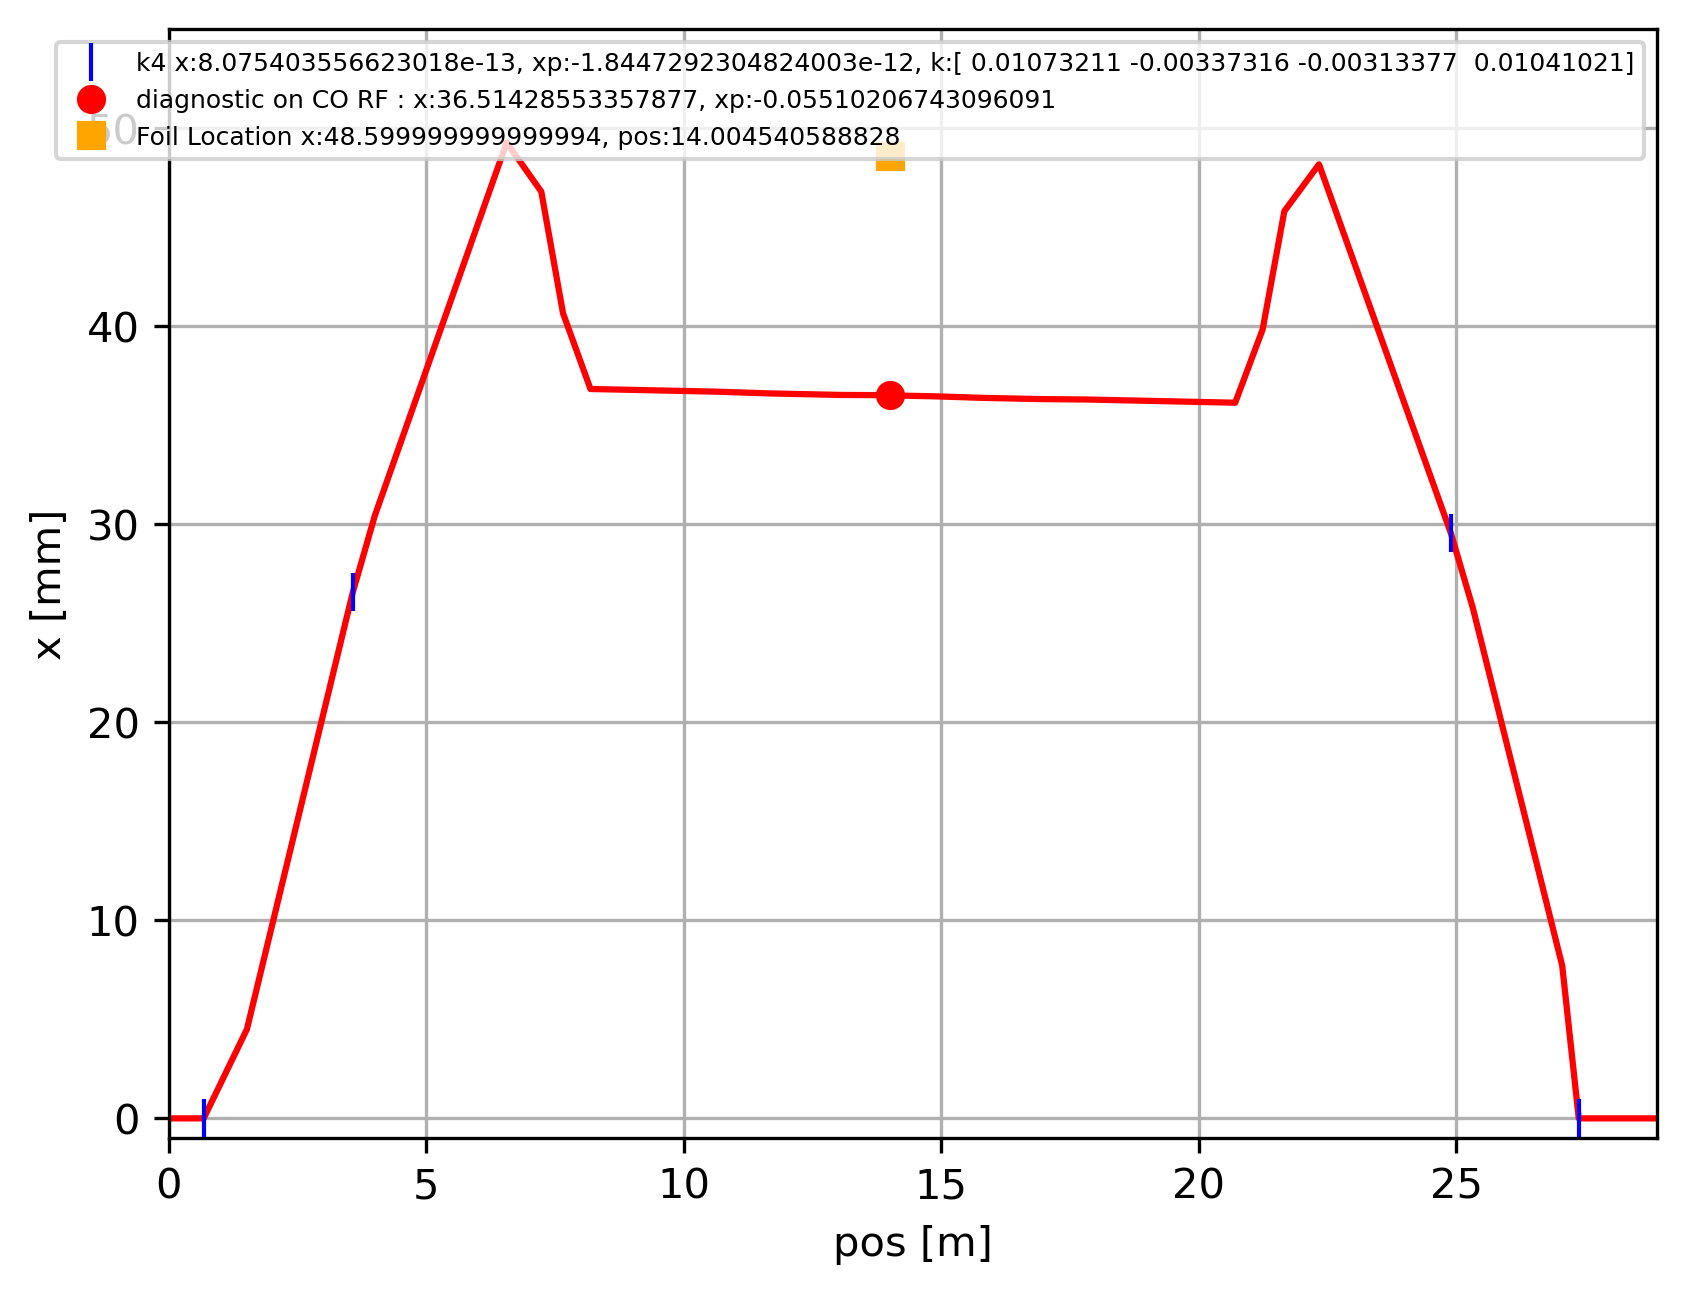 k4 x:8.075403556623018e-13, xp:-1.8447292304824003e-12, k:[ 0.01073211 -0.00337316 -0.00313377  0.01041021]
diagnostic on CO RF : x:36.51428553357877, xp:-0.05510206743096091
Foil Location x:48.599999999999994, pos:14.004540588828
50
40
30
20
10
0
x [mm]
0 5 10 15 20 25
pos [m]